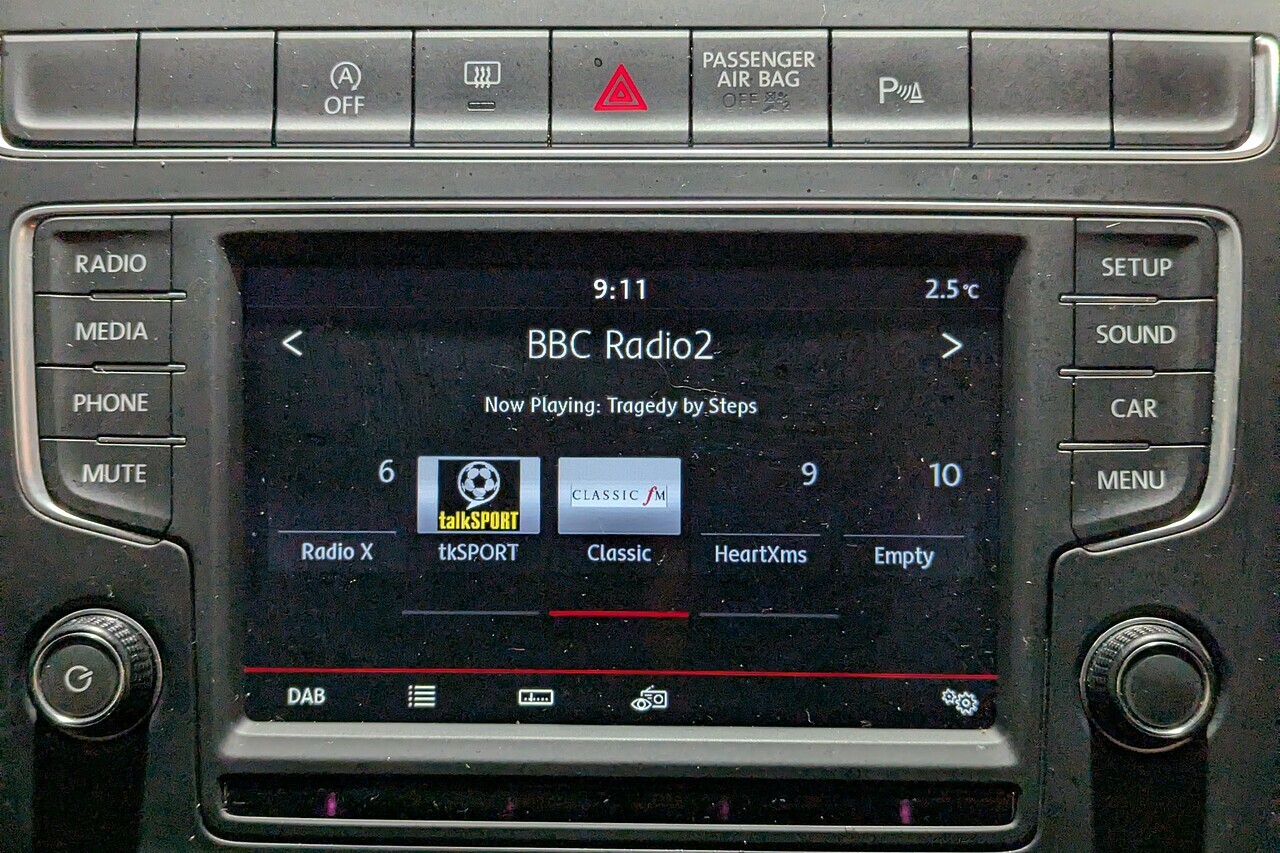 A
OFF
PASSENGER
AIR BAG
OFF 2
P
RADIO
MEDIA
PHONE
MUTE
SETUP
SOUND
CAR
MENU
9:11
2.5°C
< BBC Radio2 >
Now Playing: Tragedy by Steps
6
talkSPORT
CLASSIC fM
9
10
Radio X
tkSPORT
Classic
HeartXms
Empty
DAB